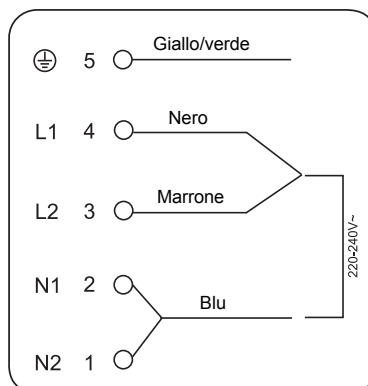 ⏚ 5 Giallo/verde
L1 4 Nero
L2 3 Marrone
220-240V~
N1 2
Blu
N2 1